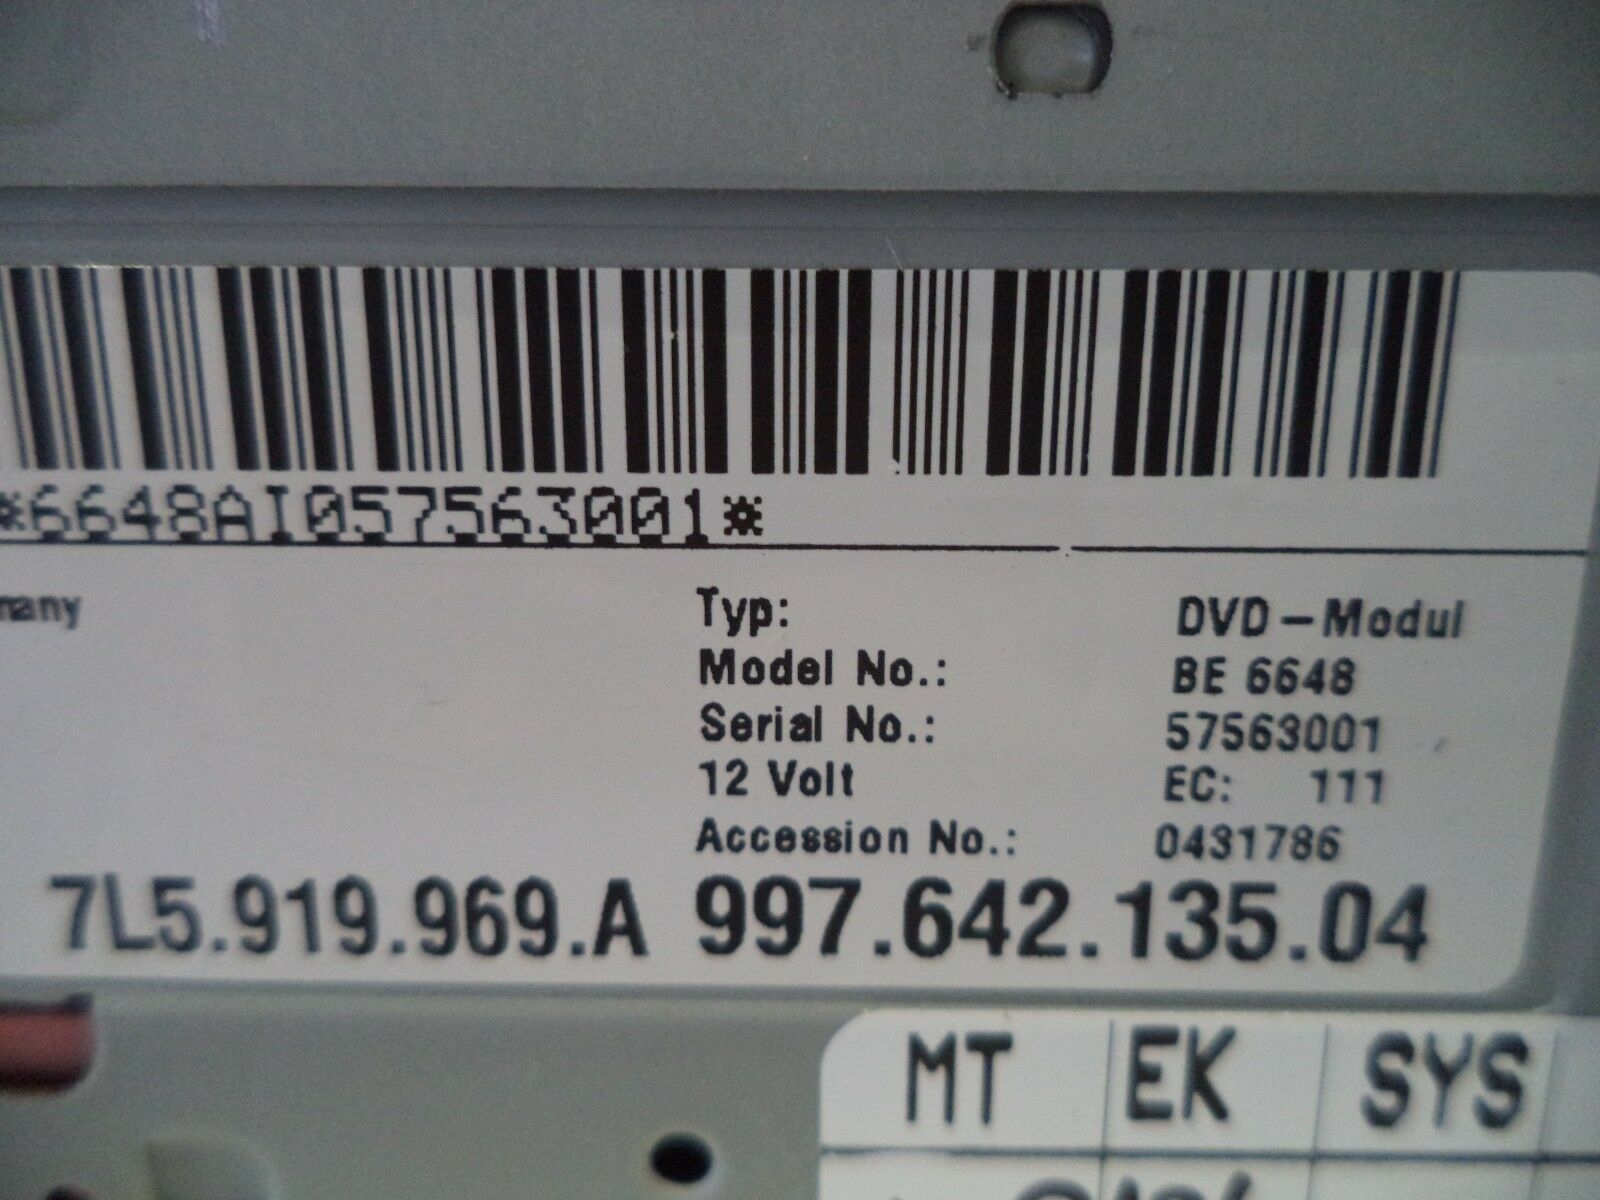 *6648AI057563001*
Typ: DVD-Modul
Model No.: BE 6648
Serial No.: 57563001
12 Volt EC: 111
Accession No.: 0431786
7L5.919.969.A 997.642.135.04
MT EK SYS